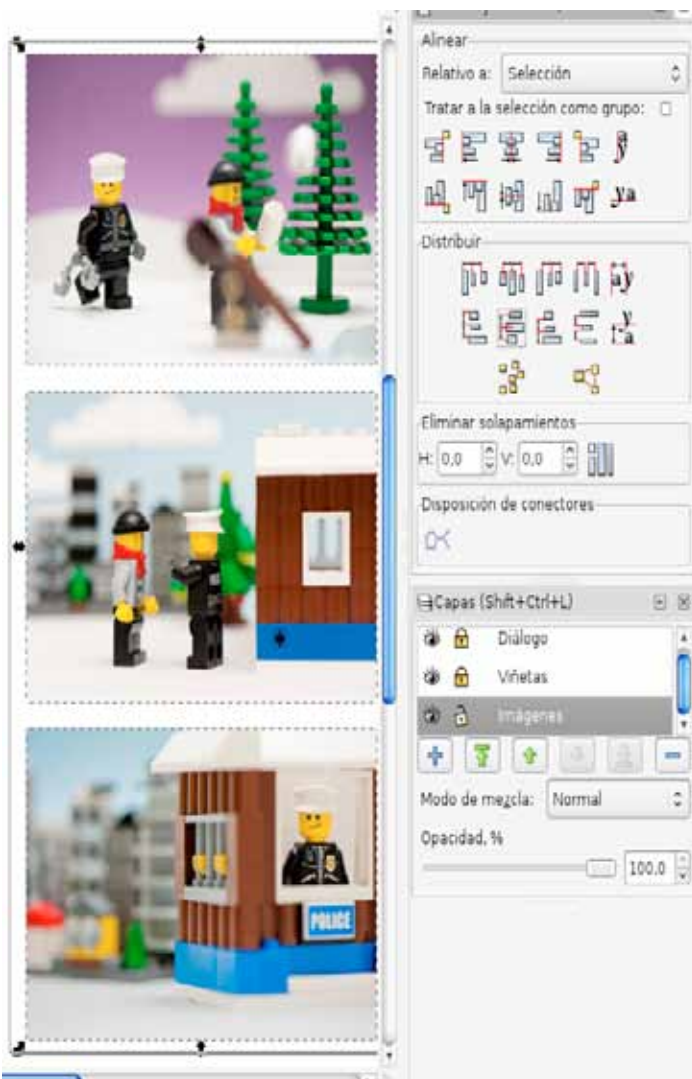 Alinear
Relativo a: Selección
Tratar a la selección como grupo:
Distribuir
Eliminar solapamientos
H: 0,0 V: 0,0
Disposición de conectores
Capas (Shift+Ctrl+L)
Diálogo
Viñetas
Imágenes
Modo de mezcla: Normal
Opacidad, %
100.0
POLICE